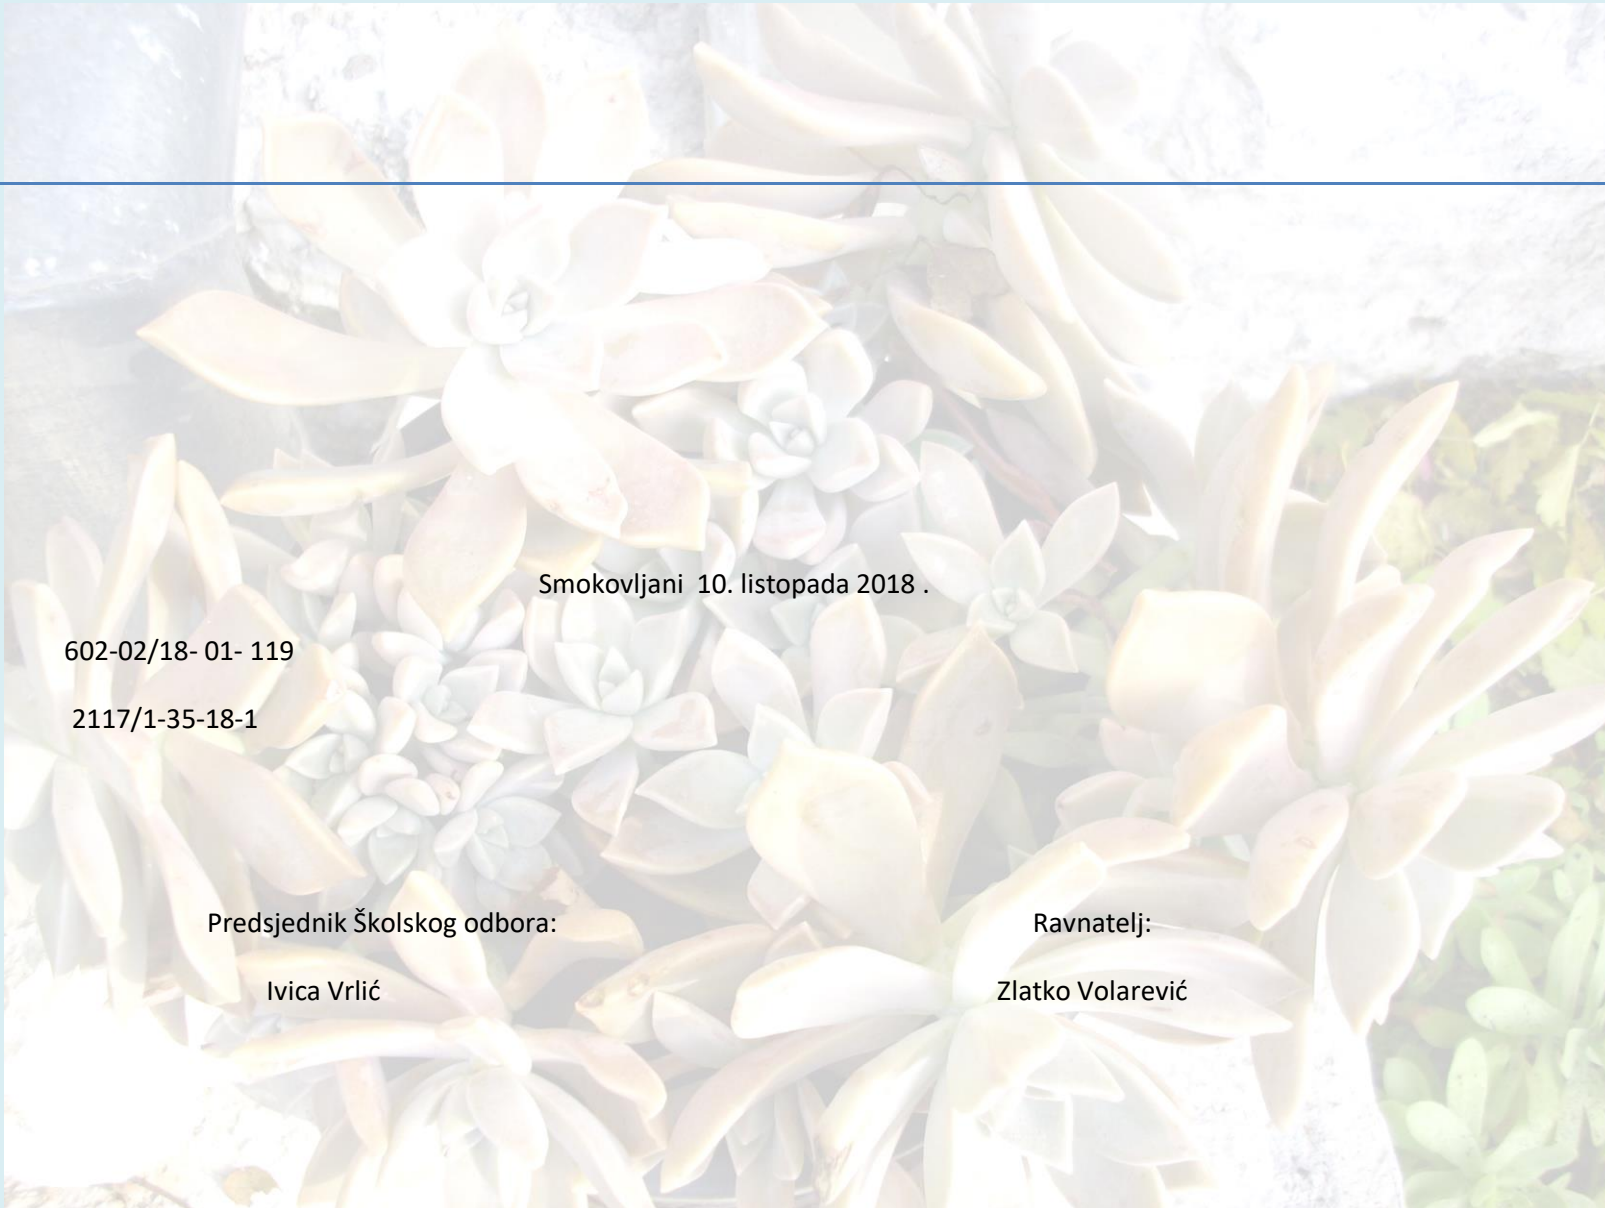 Smokovljani  10. listopada 2018 .
602-02/18- 01- 119
2117/1-35-18-1
Predsjednik Školskog odbora: Ravnatelj:
Ivica Vrlić Zlatko Volarević